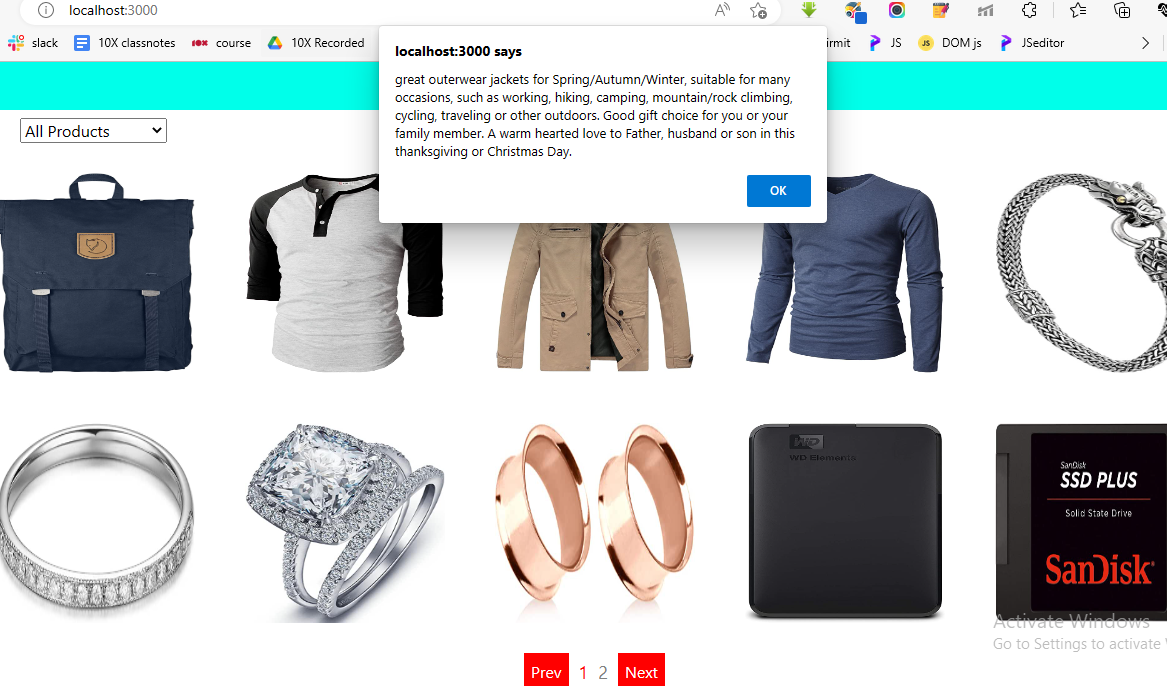 localhost:3000
slack
10X classnotes
course
10X Recorded
irmit
JS
DOM js
JSeditor
localhost:3000 says
great outerwear jackets for Spring/Autumn/Winter, suitable for many
occasions, such as working, hiking, camping, mountain/rock climbing,
cycling, traveling or other outdoors. Good gift choice for you or your
family member. A warm hearted love to Father, husband or son in this
thanksgiving or Christmas Day.
OK
All Products
WD
WD Elements
SanDisk
SSD PLUS
Solid State Drive
SanDisk
Activate Windows
Go to Settings to activate
Prev 1 2 Next